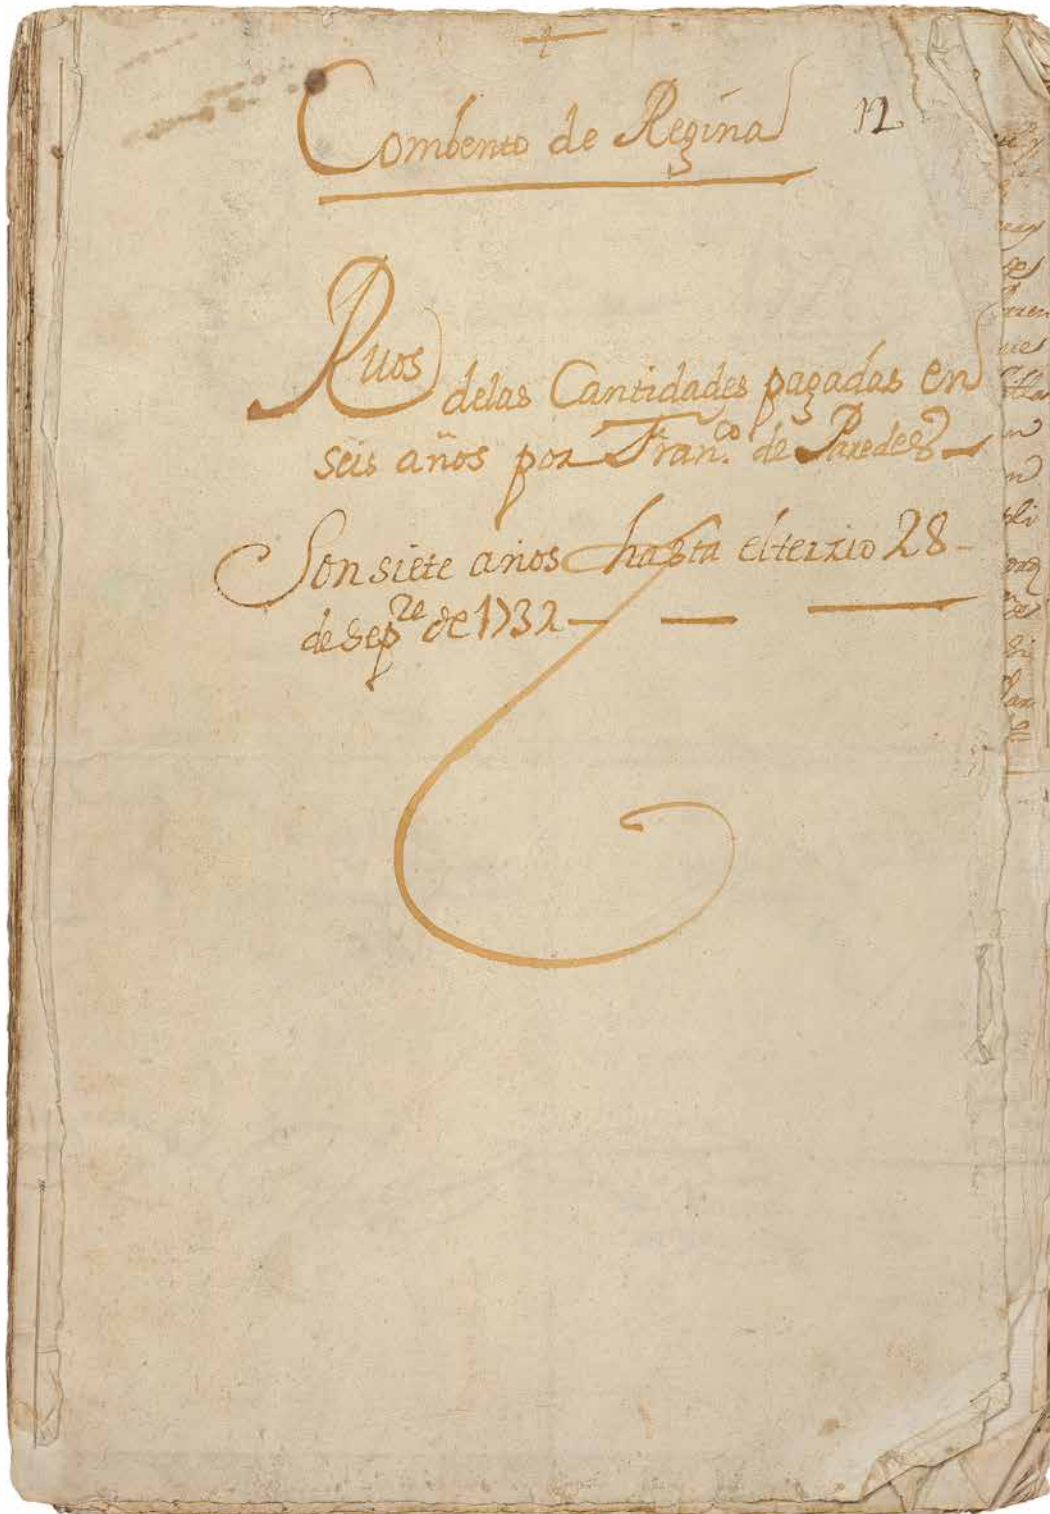 Combento de Regina
12
Ruos
delas Cantidades pagadas en
seis años por Fran.co de Paredes
Son siete años hasta el terzio 28
de Sepre de 1732